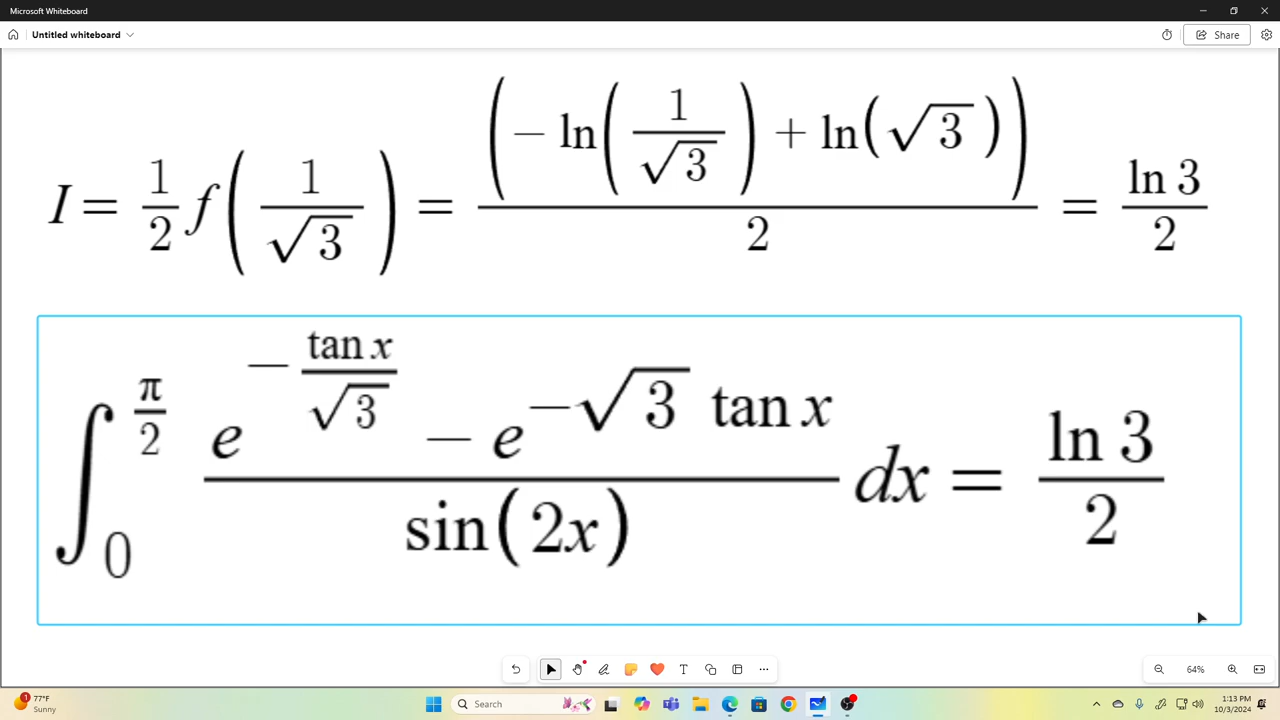 Microsoft Whiteboard
Untitled whiteboard
Share
I = 1/2 f(1/√3) = (−ln(1/√3) + ln(√3))/2 = ln 3/2
∫₀^(π/2) (e^(−tan x/√3) − e^(−√3 tan x))/sin(2x) dx = ln 3/2
64%
1
77°F
Sunny
Search
1:13 PM
10/3/2024